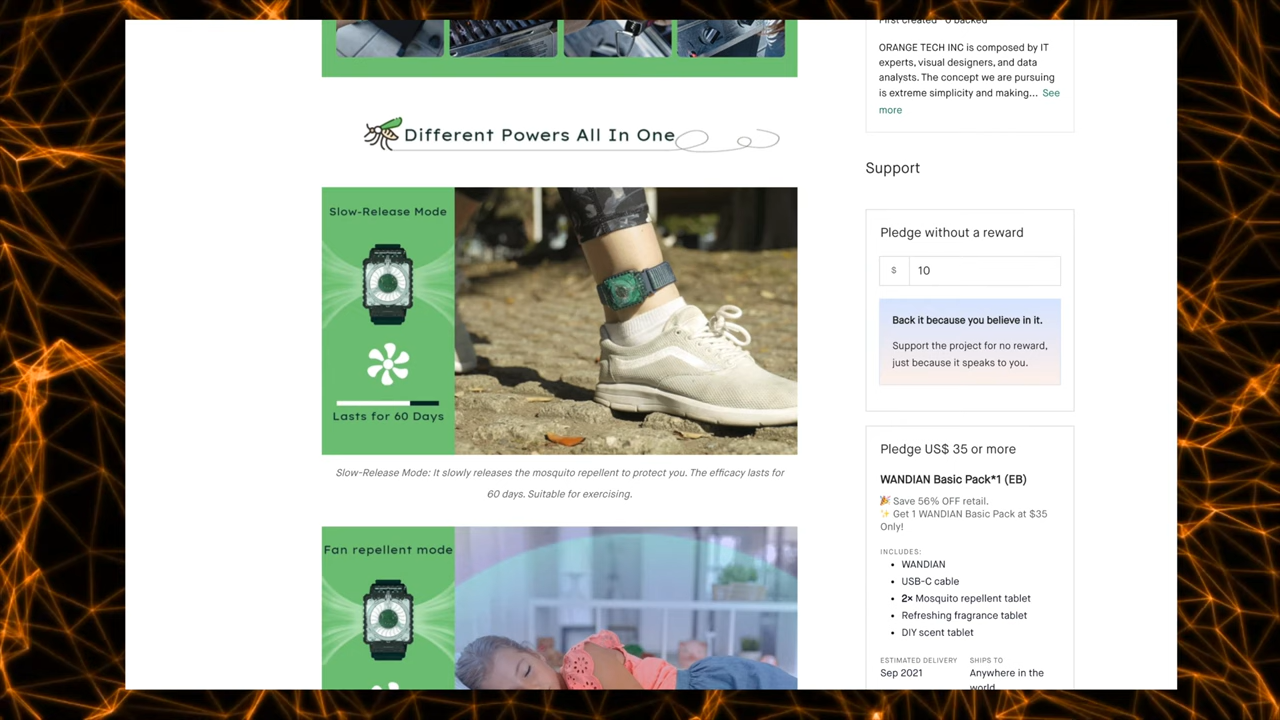 Different Powers All In One
Slow-Release Mode
Lasts for 60 Days
Slow-Release Mode: It slowly releases the mosquito repellent to protect you. The efficacy lasts for
60 days. Suitable for exercising.
Fan repellent mode
First created · 0 backed
ORANGE TECH INC is composed by IT
experts, visual designers, and data
analysts. The concept we are pursuing
is extreme simplicity and making... See
more
Support
Pledge without a reward
$ 10
Back it because you believe in it.
Support the project for no reward,
just because it speaks to you.
Pledge US$ 35 or more
WANDIAN Basic Pack*1 (EB)
🎉 Save 56% OFF retail.
✨ Get 1 WANDIAN Basic Pack at $35
Only!
INCLUDES:
• WANDIAN
• USB-C cable
• 2× Mosquito repellent tablet
• Refreshing fragrance tablet
• DIY scent tablet
ESTIMATED DELIVERY SHIPS TO
Sep 2021 Anywhere in the
world